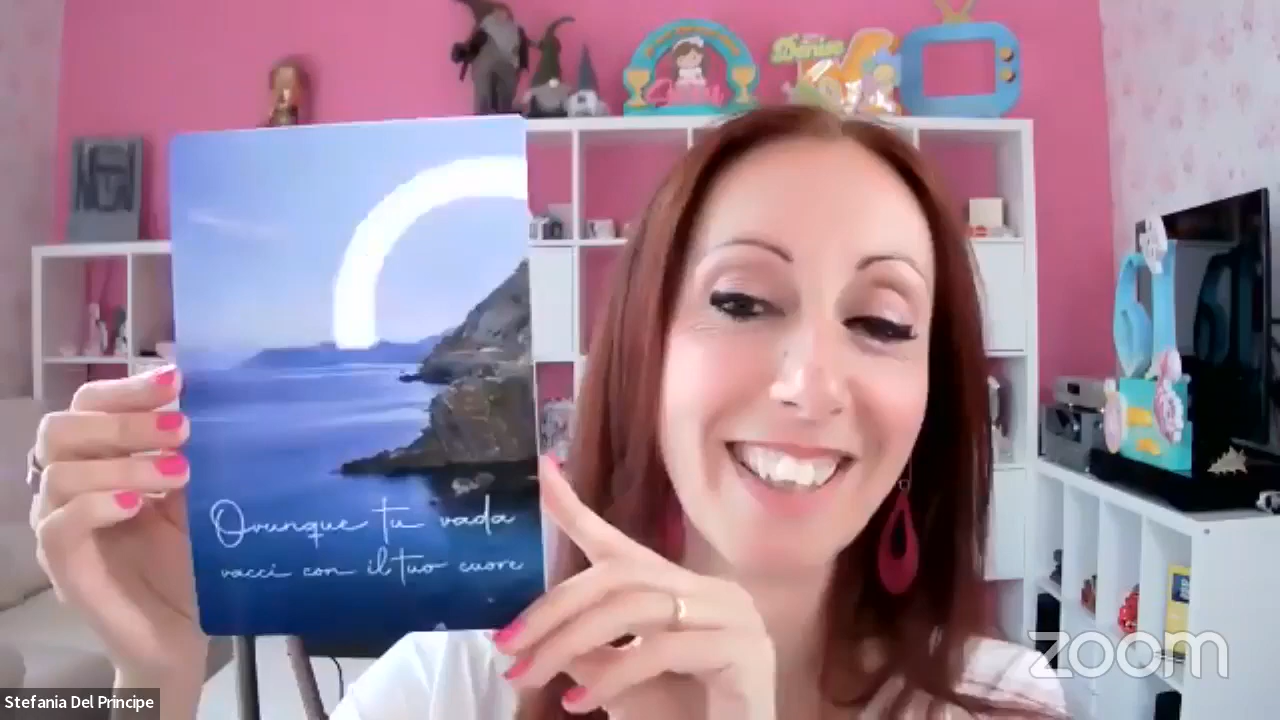 Denise
Ovunque tu vada
vacci con il tuo cuore
zoom
Stefania Del Principe